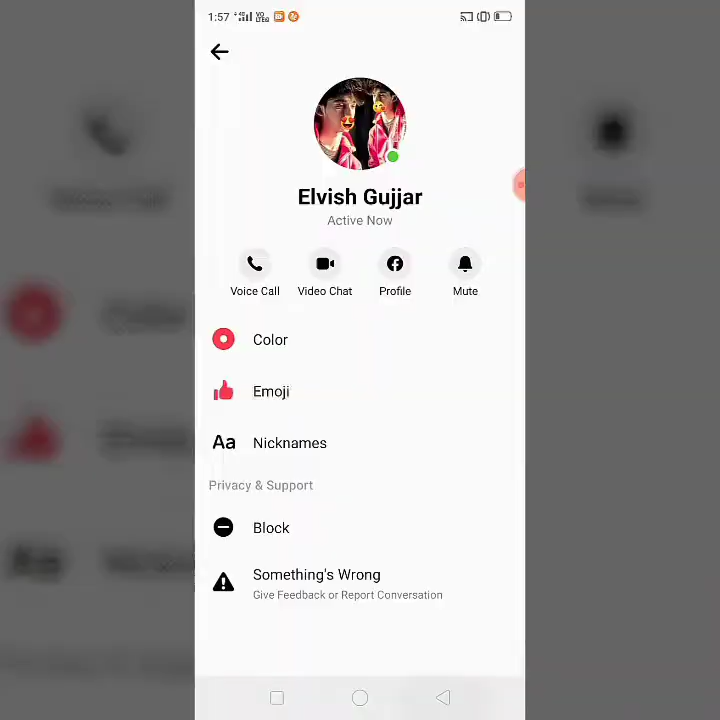 1:57
Elvish Gujjar
Active Now
Voice Call Video Chat Profile Mute
Color
Emoji
Aa Nicknames
Privacy & Support
Block
Something's Wrong
Give Feedback or Report Conversation